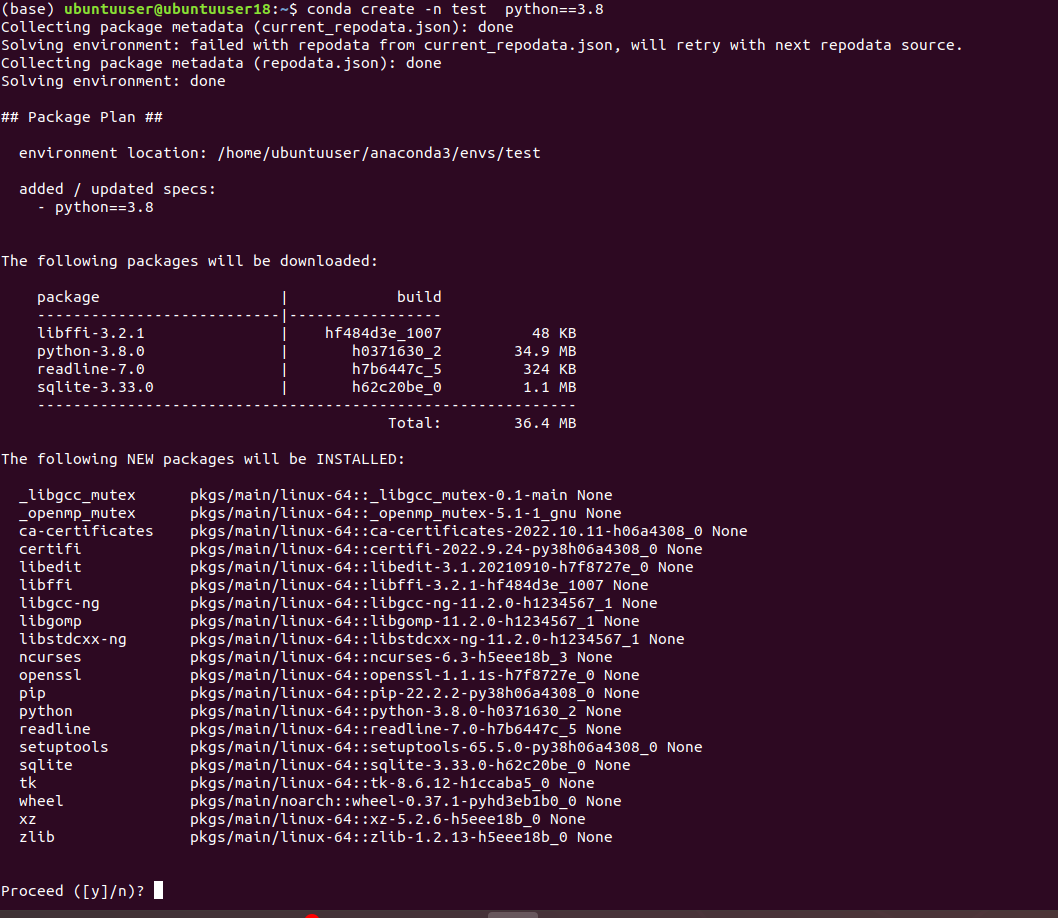 (base) ubuntuuser@ubuntuuser18:~$ conda create -n test  python==3.8
Collecting package metadata (current_repodata.json): done
Solving environment: failed with repodata from current_repodata.json, will retry with next repodata source.
Collecting package metadata (repodata.json): done
Solving environment: done

## Package Plan ##

  environment location: /home/ubuntuuser/anaconda3/envs/test

  added / updated specs:
    - python==3.8


The following packages will be downloaded:

    package                    |            build
    ---------------------------|-----------------
    libffi-3.2.1               |    hf484d3e_1007          48 KB
    python-3.8.0               |       h0371630_2        34.9 MB
    readline-7.0               |       h7b6447c_5         324 KB
    sqlite-3.33.0              |       h62c20be_0         1.1 MB
    ------------------------------------------------------------
                                           Total:        36.4 MB

The following NEW packages will be INSTALLED:

  _libgcc_mutex      pkgs/main/linux-64::_libgcc_mutex-0.1-main None
  _openmp_mutex      pkgs/main/linux-64::_openmp_mutex-5.1-1_gnu None
  ca-certificates    pkgs/main/linux-64::ca-certificates-2022.10.11-h06a4308_0 None
  certifi            pkgs/main/linux-64::certifi-2022.9.24-py38h06a4308_0 None
  libedit            pkgs/main/linux-64::libedit-3.1.20210910-h7f8727e_0 None
  libffi             pkgs/main/linux-64::libffi-3.2.1-hf484d3e_1007 None
  libgcc-ng          pkgs/main/linux-64::libgcc-ng-11.2.0-h1234567_1 None
  libgomp            pkgs/main/linux-64::libgomp-11.2.0-h1234567_1 None
  libstdcxx-ng       pkgs/main/linux-64::libstdcxx-ng-11.2.0-h1234567_1 None
  ncurses            pkgs/main/linux-64::ncurses-6.3-h5eee18b_3 None
  openssl            pkgs/main/linux-64::openssl-1.1.1s-h7f8727e_0 None
  pip                pkgs/main/linux-64::pip-22.2.2-py38h06a4308_0 None
  python             pkgs/main/linux-64::python-3.8.0-h0371630_2 None
  readline           pkgs/main/linux-64::readline-7.0-h7b6447c_5 None
  setuptools         pkgs/main/linux-64::setuptools-65.5.0-py38h06a4308_0 None
  sqlite             pkgs/main/linux-64::sqlite-3.33.0-h62c20be_0 None
  tk                 pkgs/main/linux-64::tk-8.6.12-h1ccaba5_0 None
  wheel              pkgs/main/noarch::wheel-0.37.1-pyhd3eb1b0_0 None
  xz                 pkgs/main/linux-64::xz-5.2.6-h5eee18b_0 None
  zlib               pkgs/main/linux-64::zlib-1.2.13-h5eee18b_0 None


Proceed ([y]/n)?